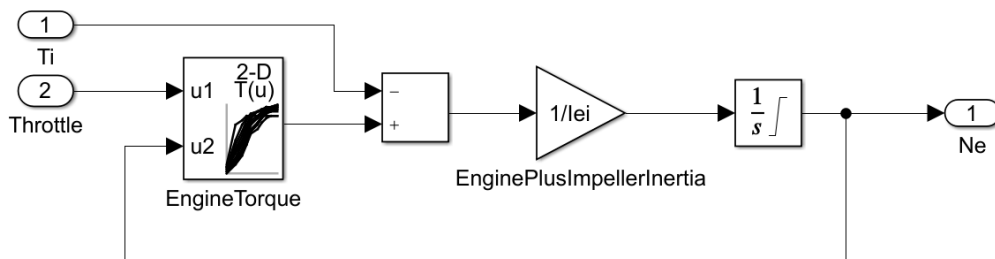 1
Ti
2
Throttle
2-D
T(u)
u1
u2
EngineTorque
−
+
1/Iei
EnginePlusImpellerInertia
1
s
1
Ne